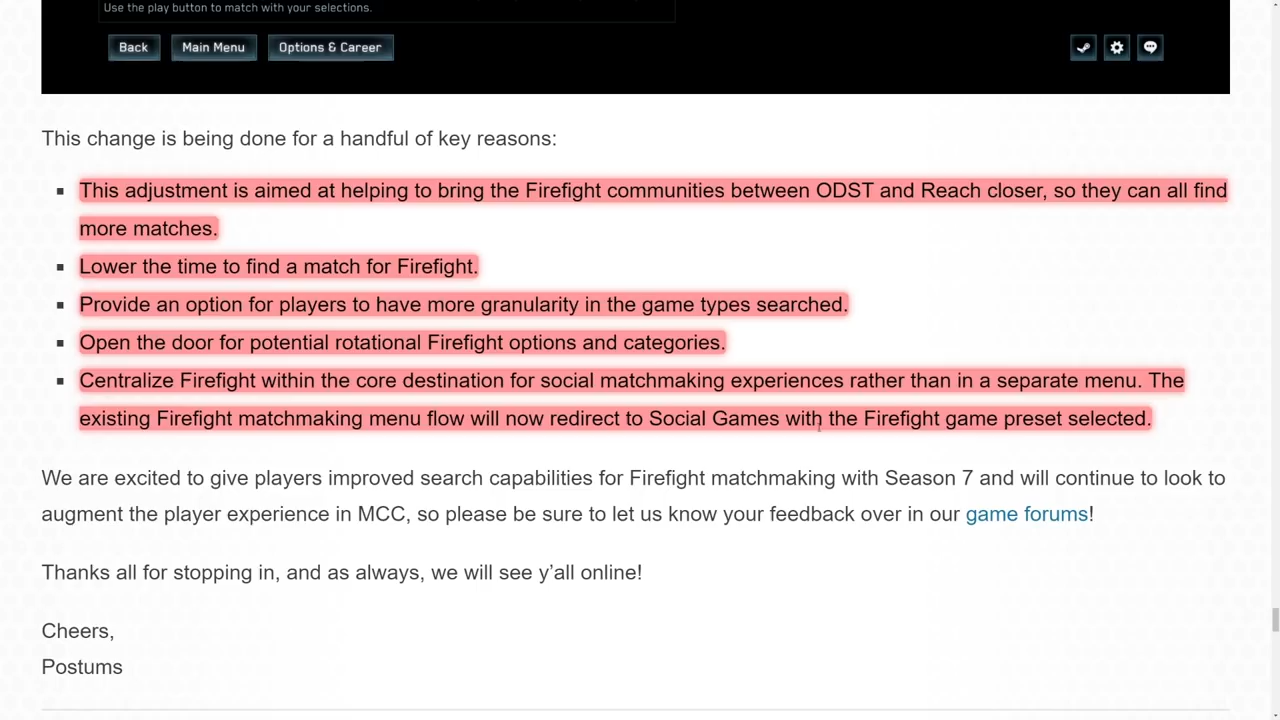 Use the play button to match with your selections.
Back Main Menu Options & Career
This change is being done for a handful of key reasons:
This adjustment is aimed at helping to bring the Firefight communities between ODST and Reach closer, so they can all find
more matches.
Lower the time to find a match for Firefight.
Provide an option for players to have more granularity in the game types searched.
Open the door for potential rotational Firefight options and categories.
Centralize Firefight within the core destination for social matchmaking experiences rather than in a separate menu. The
existing Firefight matchmaking menu flow will now redirect to Social Games with the Firefight game preset selected.
We are excited to give players improved search capabilities for Firefight matchmaking with Season 7 and will continue to look to
augment the player experience in MCC, so please be sure to let us know your feedback over in our game forums!
Thanks all for stopping in, and as always, we will see y’all online!
Cheers,
Postums